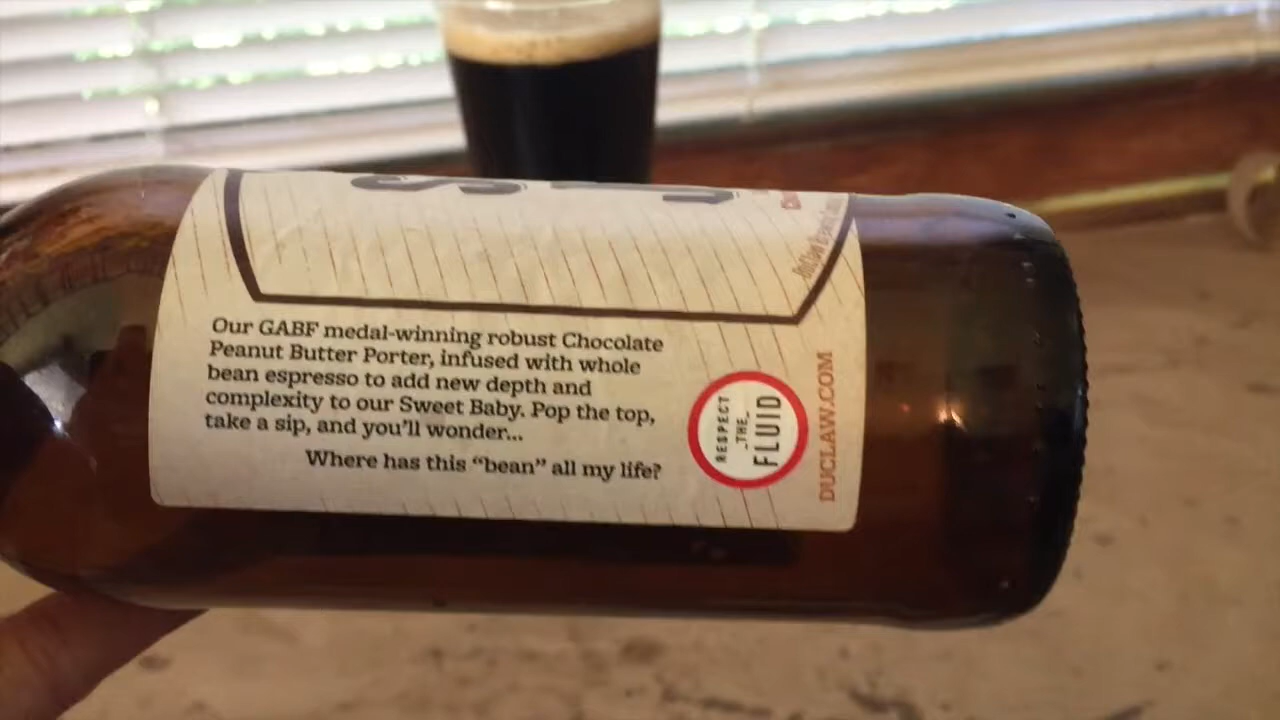 Our GABF medal-winning robust Chocolate
Peanut Butter Porter, infused with whole
bean espresso to add new depth and
complexity to our Sweet Baby. Pop the top,
take a sip, and you'll wonder...
Where has this “bean” all my life?
RESPECT
_THE_
FLUID
DUCLAW.COM